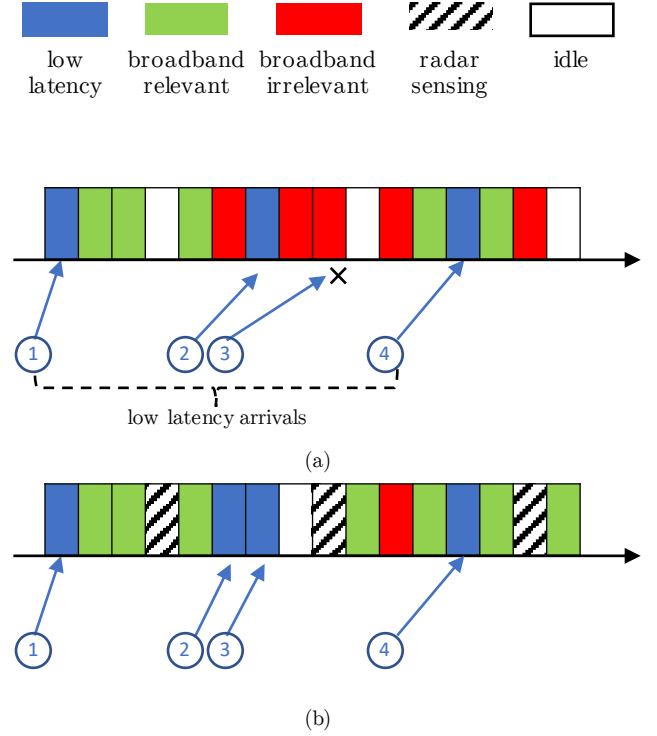 low latency
broadband relevant
broadband irrelevant
radar sensing
idle
1
2
3
4
low latency arrivals
(a)
1
2
3
4
(b)